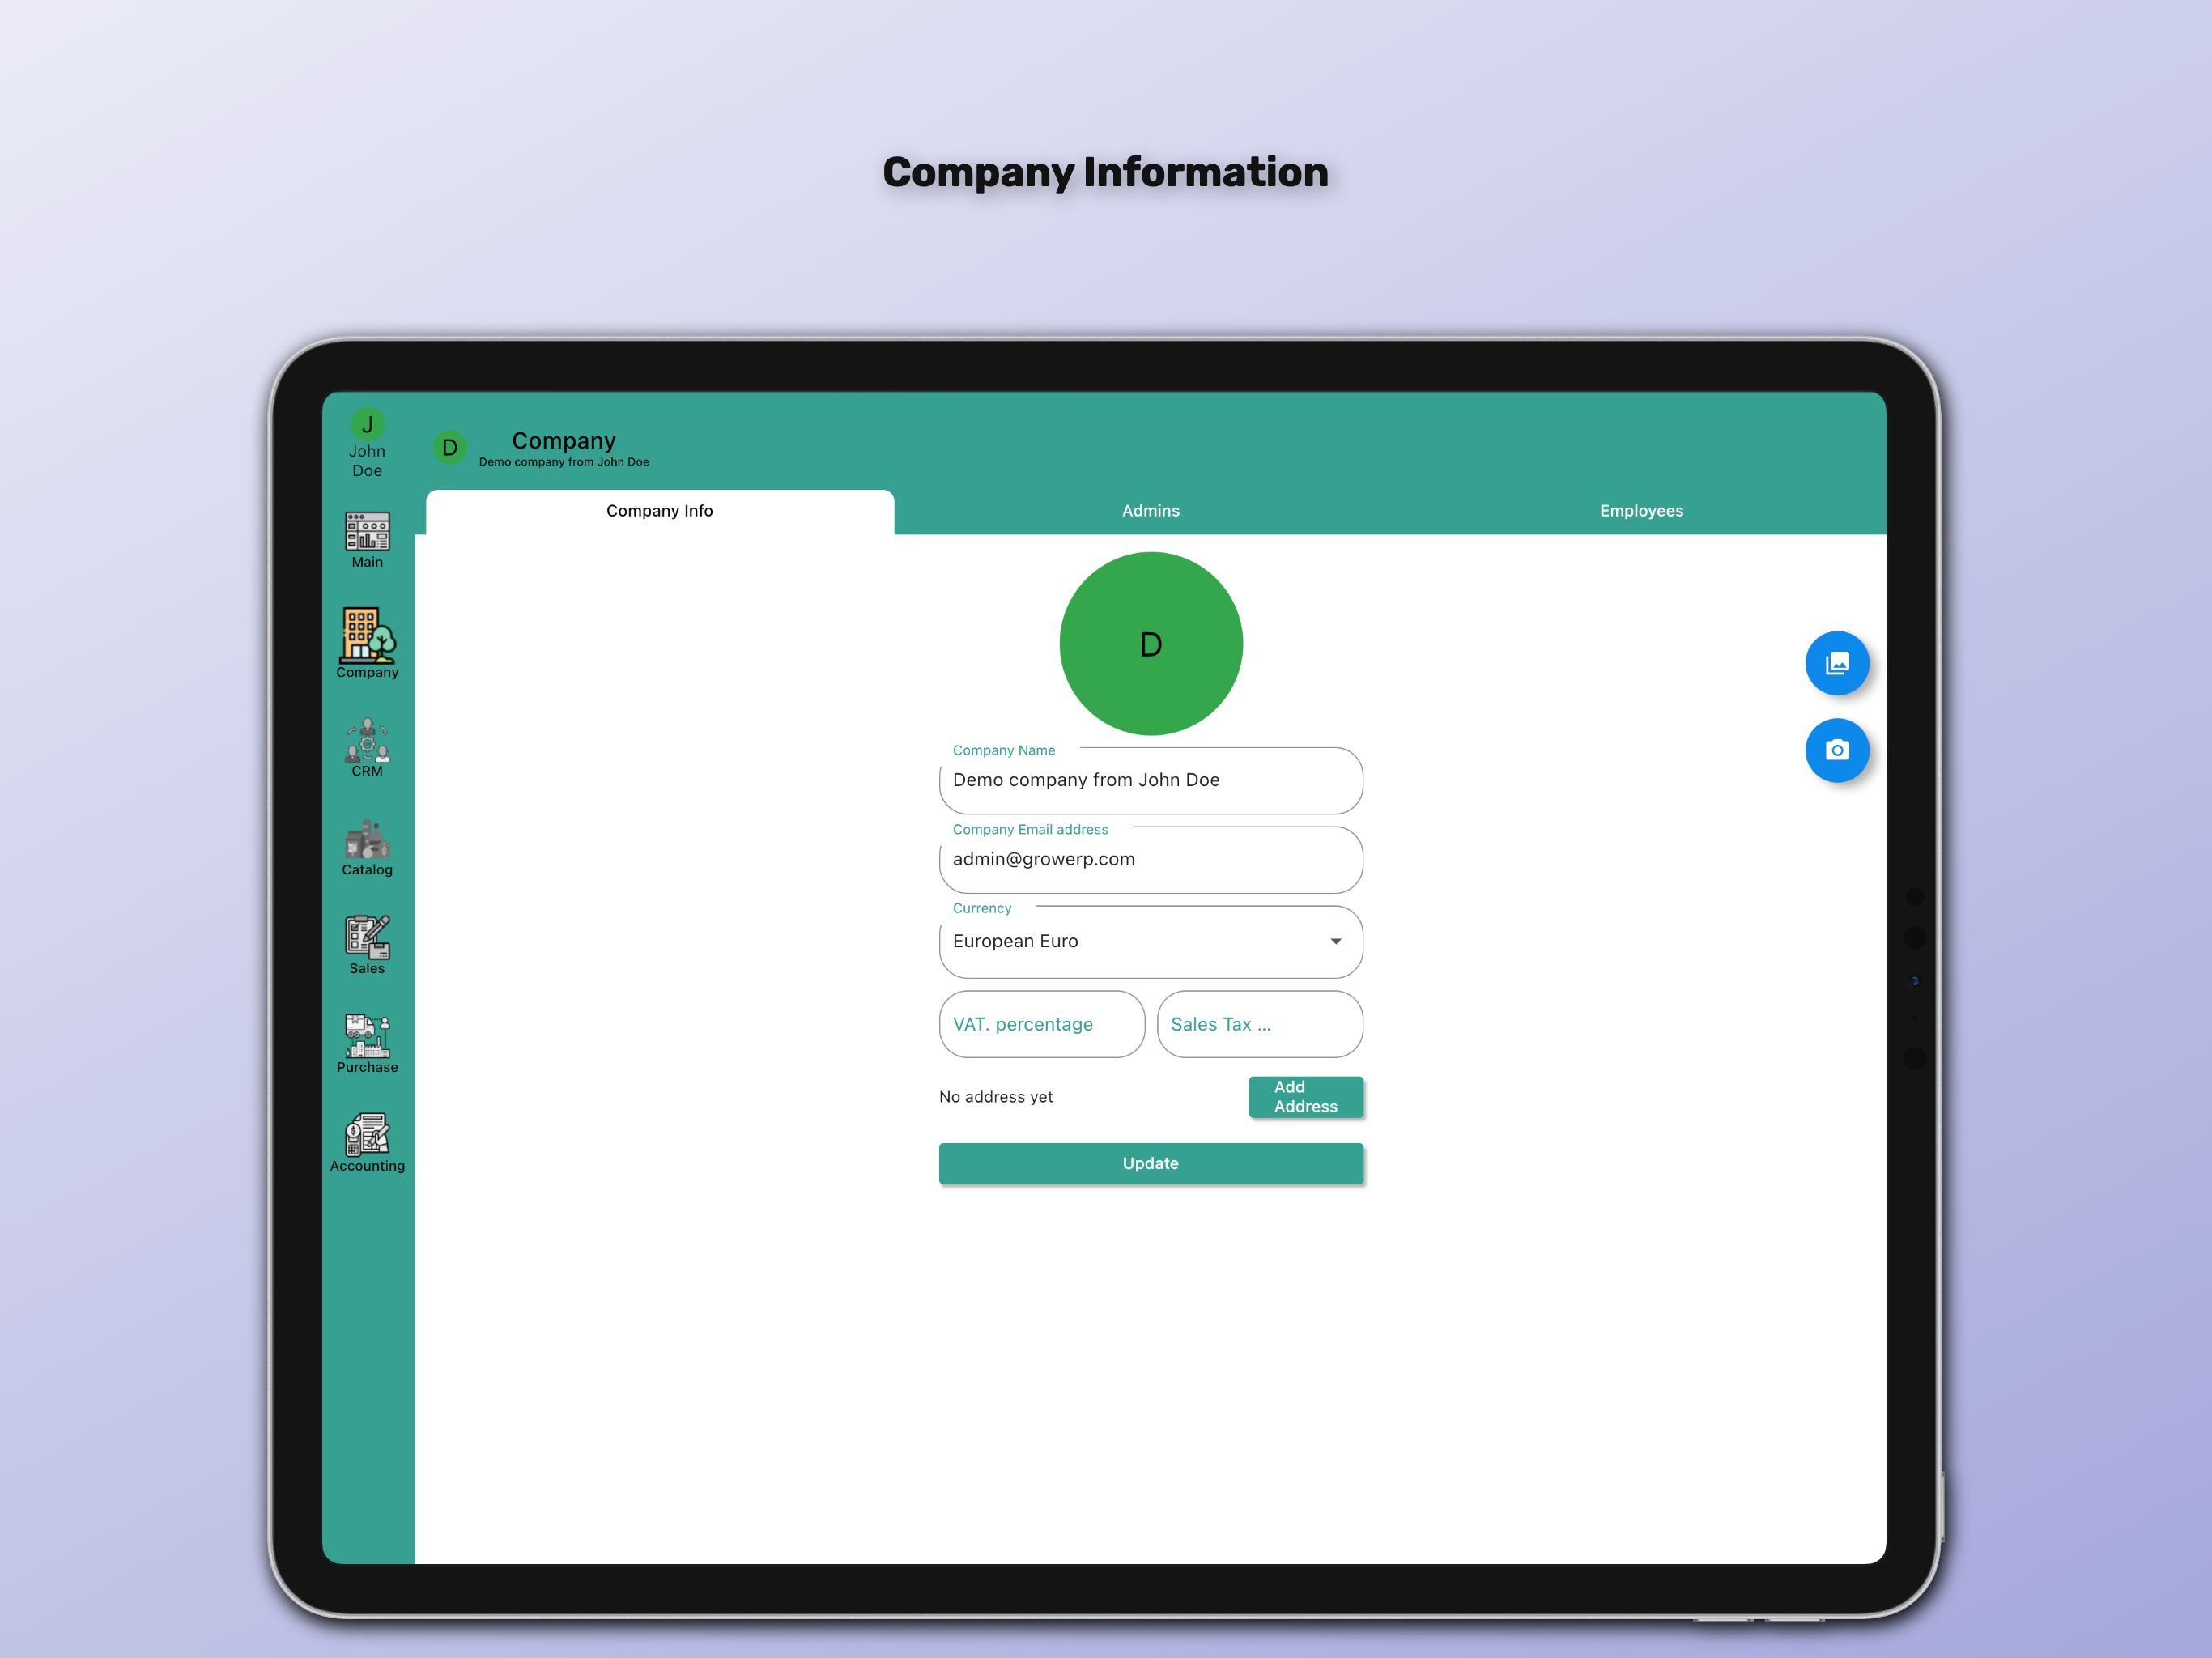 Company Information
J
John
Doe
D
Company
Demo company from John Doe
Company Info
Admins
Employees
Main
Company
CRM
Catalog
Sales
Purchase
Accounting
D
Company Name
Demo company from John Doe
Company Email address
admin@growerp.com
Currency
European Euro
VAT. percentage
Sales Tax ...
No address yet
Add
Address
Update